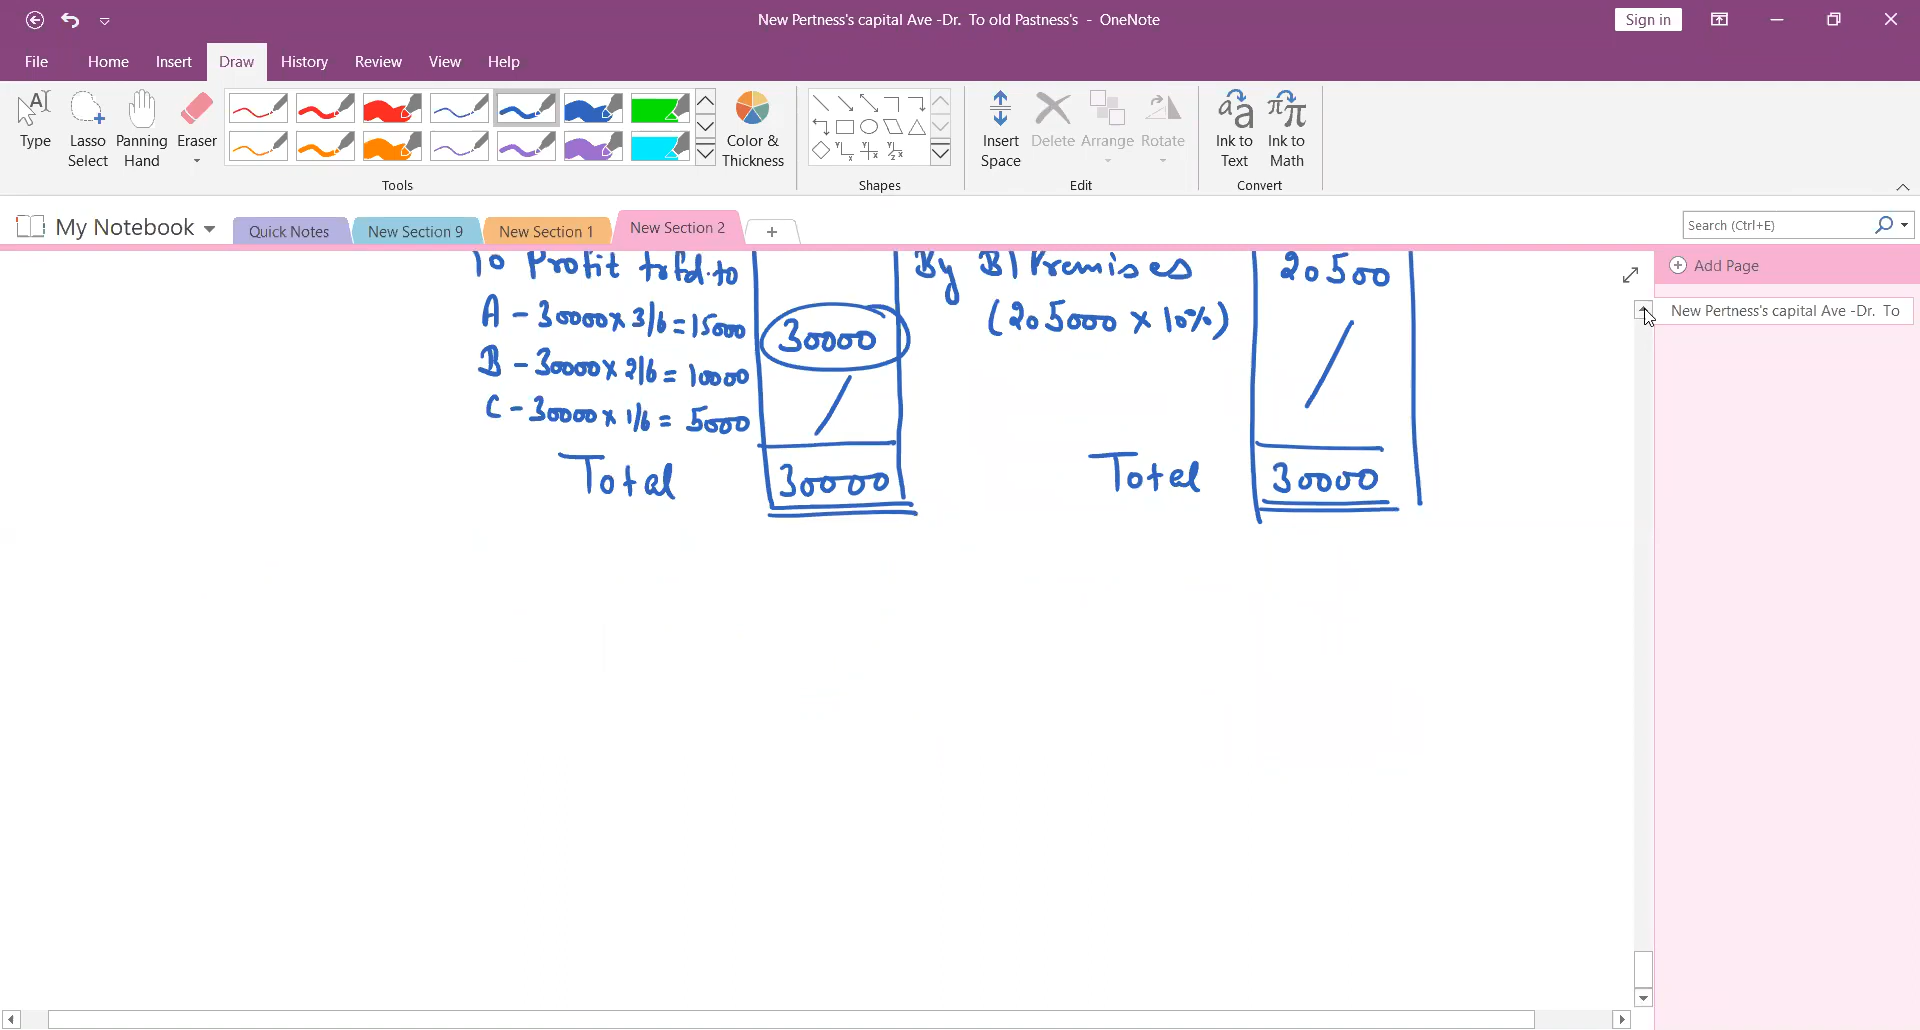 New Pertness's capital Ave -Dr. To old Pastness's - OneNote
Sign in
File Home Insert Draw History Review View Help
Type
Lasso Select
Panning Hand
Eraser
Color & Thickness
Insert Space
Delete
Arrange
Rotate
Ink to Text
Ink to Math
Tools Shapes Edit Convert
My Notebook Quick Notes New Section 9 New Section 1 New Section 2
Search (Ctrl+E)
Add Page
New Pertness's capital Ave -Dr. To
To Profit trfd. to By B/Premises 20500
A - 30000 x 3/6 = 15000 30000 (205000 x 10%)
B - 30000 x 2/6 = 10000
C - 30000 x 1/6 = 5000
Total 30000 Total 30000